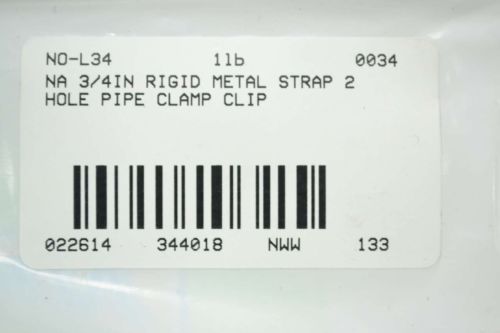 NO-L34 1lb 0034
NA 3/4IN RIGID METAL STRAP 2
HOLE PIPE CLAMP CLIP
022614 344018 NWW 133